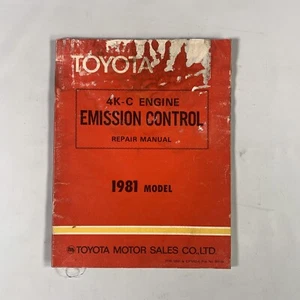 TOYOTA
4K-C ENGINE
EMISSION CONTROL
REPAIR MANUAL
1981 MODEL
TOYOTA MOTOR SALES CO.,LTD.